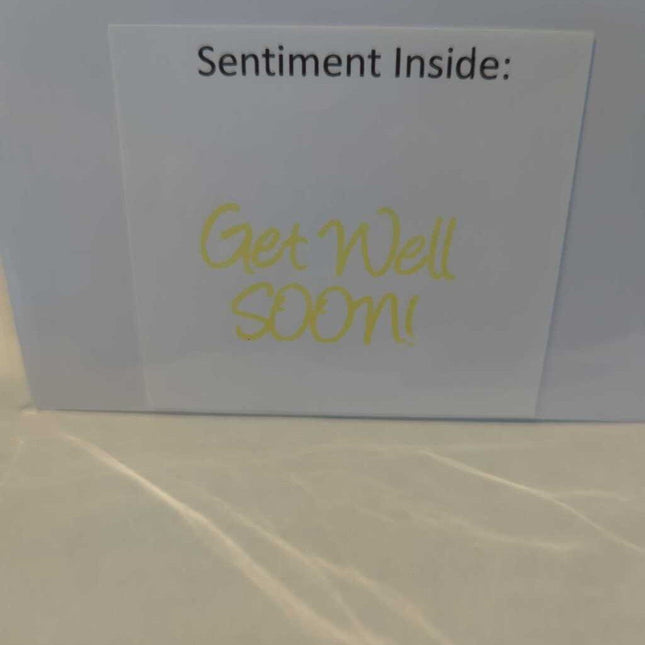 Sentiment Inside:
Get Well
SOON!